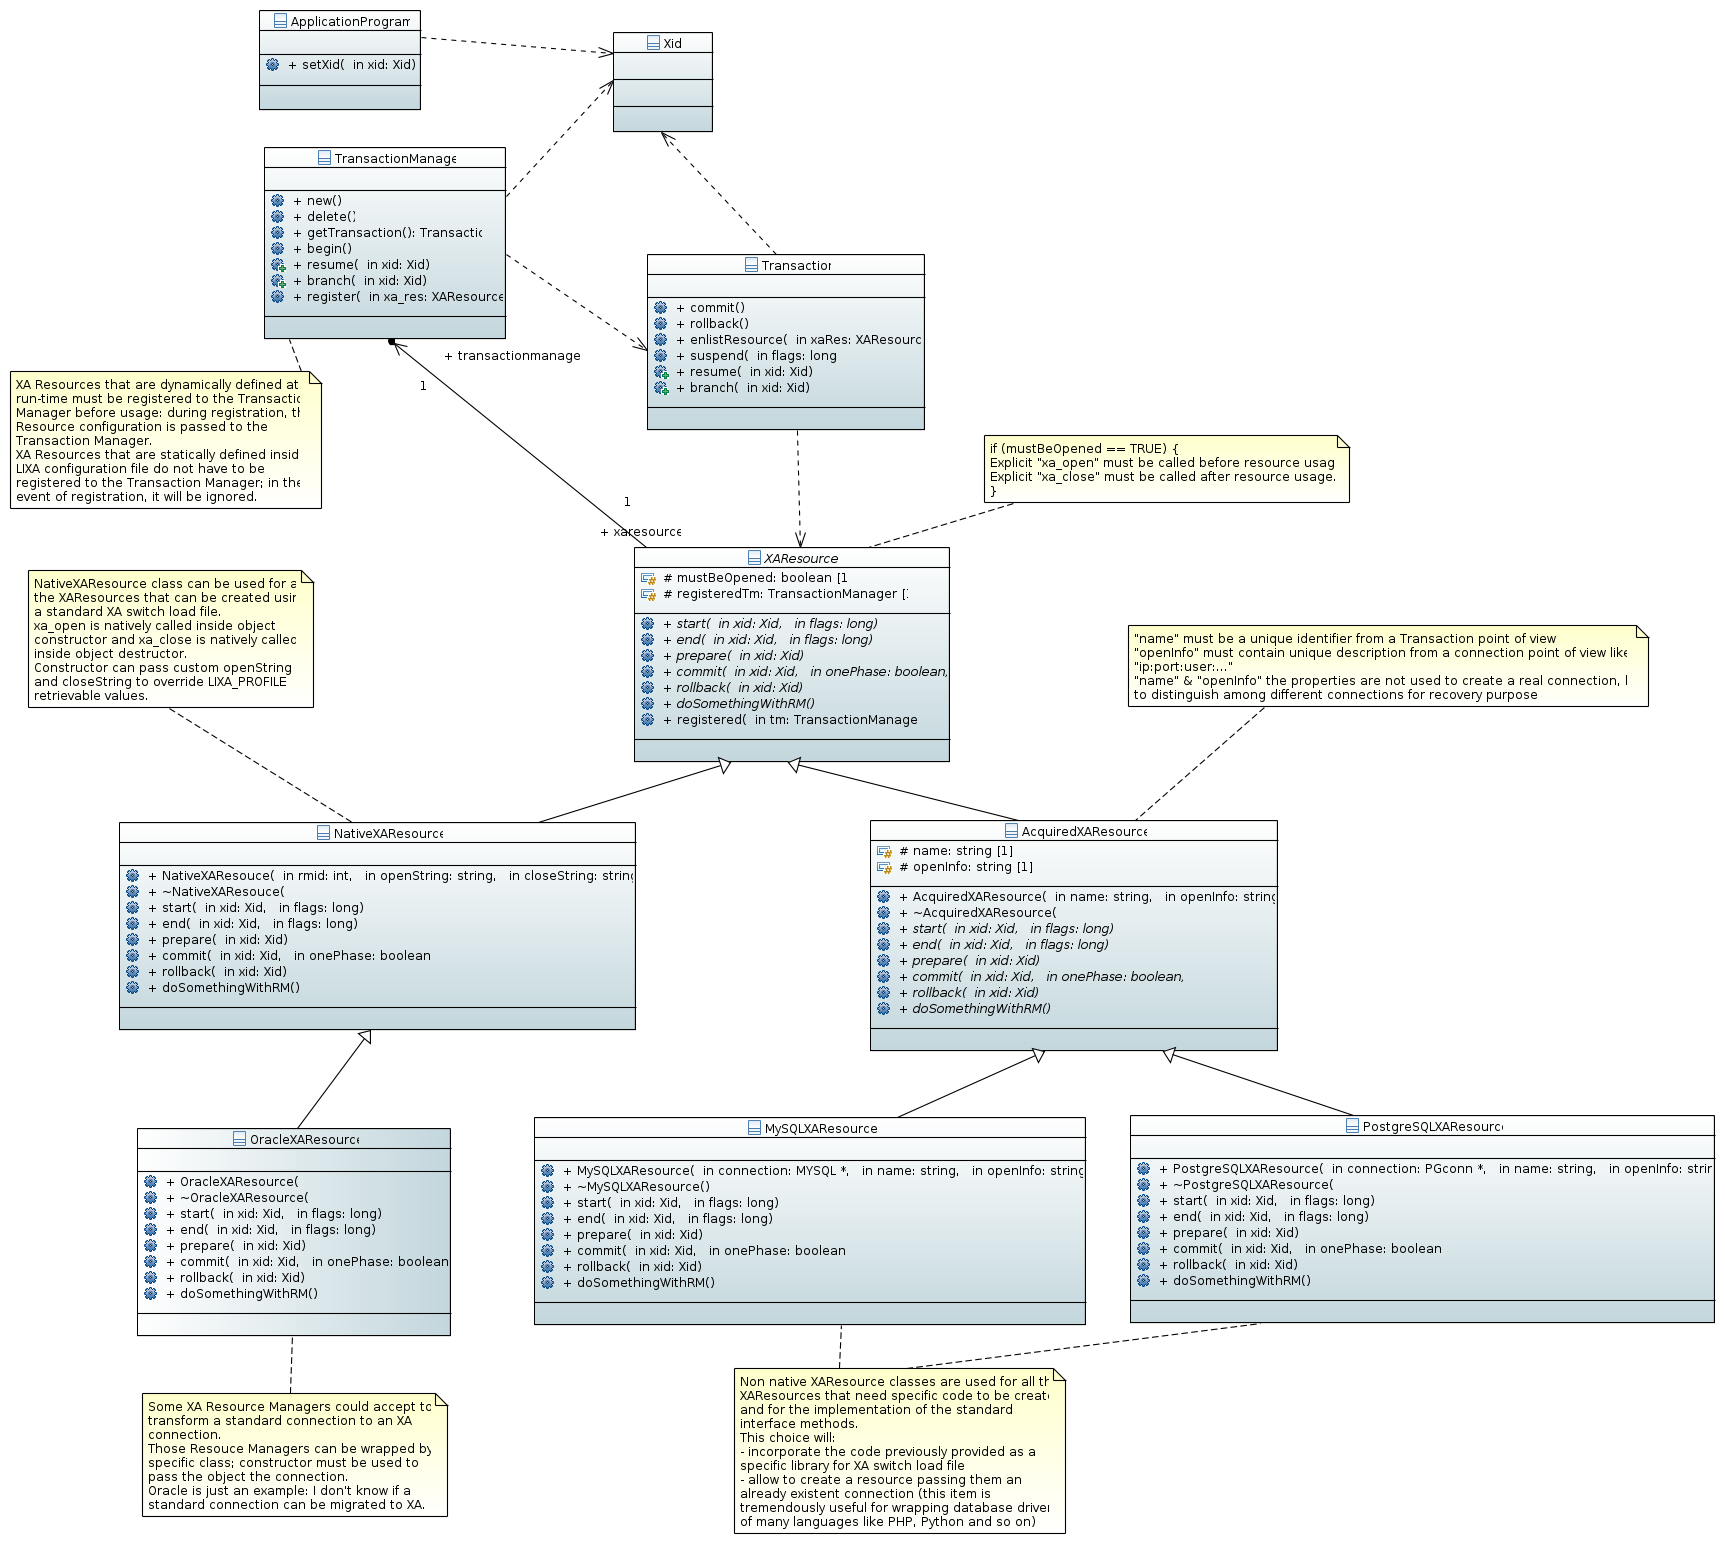 ApplicationProgram
+ setXid(  in xid: Xid)
Xid
TransactionManage
+ new()
+ delete()
+ getTransaction(): Transactic
+ begin()
+ resume(  in xid: Xid)
+ branch(  in xid: Xid)
+ register(  in xa_res: XAResource
Transaction
+ commit()
+ rollback()
+ enlistResource(  in xaRes: XAResourc
+ suspend(  in flags: long
+ resume(  in xid: Xid)
+ branch(  in xid: Xid)
+ transactionmanage
1
XA Resources that are dynamically defined at
run-time must be registered to the Transactic
Manager before usage: during registration, th
Resource configuration is passed to the
Transaction Manager.
XA Resources that are statically defined insid
LIXA configuration file do not have to be
registered to the Transaction Manager; in the
event of registration, it will be ignored.
if (mustBeOpened == TRUE) {
Explicit "xa_open" must be called before resource usag
Explicit "xa_close" must be called after resource usage.
}
1
+ xaresource
XAResource
# mustBeOpened: boolean [1
# registeredTm: TransactionManager [
+ start(  in xid: Xid,   in flags: long)
+ end(  in xid: Xid,   in flags: long)
+ prepare(  in xid: Xid)
+ commit(  in xid: Xid,   in onePhase: boolean,
+ rollback(  in xid: Xid)
+ doSomethingWithRM()
+ registered(  in tm: TransactionManage
NativeXAResource class can be used for a
the XAResources that can be created usir
a standard XA switch load file.
xa_open is natively called inside object
constructor and xa_close is natively callec
inside object destructor.
Constructor can pass custom openString
and closeString to override LIXA_PROFILE
retrievable values.
"name" must be a unique identifier from a Transaction point of view
"openInfo" must contain unique description from a connection point of view like
"ip:port:user:..."
"name" & "openInfo" the properties are not used to create a real connection, l
to distinguish among different connections for recovery purpose
NativeXAResource
+ NativeXAResouce(  in rmid: int,   in openString: string,   in closeString: string
+ ~NativeXAResouce(
+ start(  in xid: Xid,   in flags: long)
+ end(  in xid: Xid,   in flags: long)
+ prepare(  in xid: Xid)
+ commit(  in xid: Xid,   in onePhase: boolean
+ rollback(  in xid: Xid)
+ doSomethingWithRM()
AcquiredXAResource
# name: string [1]
# openInfo: string [1]
+ AcquiredXAResource(  in name: string,   in openInfo: string
+ ~AcquiredXAResource(
+ start(  in xid: Xid,   in flags: long)
+ end(  in xid: Xid,   in flags: long)
+ prepare(  in xid: Xid)
+ commit(  in xid: Xid,   in onePhase: boolean,
+ rollback(  in xid: Xid)
+ doSomethingWithRM()
OracleXAResource
+ OracleXAResource(
+ ~OracleXAResource(
+ start(  in xid: Xid,   in flags: long)
+ end(  in xid: Xid,   in flags: long)
+ prepare(  in xid: Xid)
+ commit(  in xid: Xid,   in onePhase: boolean
+ rollback(  in xid: Xid)
+ doSomethingWithRM()
MySQLXAResource
+ MySQLXAResource(  in connection: MYSQL *,   in name: string,   in openInfo: string
+ ~MySQLXAResource()
+ start(  in xid: Xid,   in flags: long)
+ end(  in xid: Xid,   in flags: long)
+ prepare(  in xid: Xid)
+ commit(  in xid: Xid,   in onePhase: boolean
+ rollback(  in xid: Xid)
+ doSomethingWithRM()
PostgreSQLXAResourc
+ PostgreSQLXAResource(  in connection: PGconn *,   in name: string,   in openInfo: strir
+ ~PostgreSQLXAResource(
+ start(  in xid: Xid,   in flags: long)
+ end(  in xid: Xid,   in flags: long)
+ prepare(  in xid: Xid)
+ commit(  in xid: Xid,   in onePhase: boolean
+ rollback(  in xid: Xid)
+ doSomethingWithRM()
Some XA Resource Managers could accept to
transform a standard connection to an XA
connection.
Those Resouce Managers can be wrapped by
specific class; constructor must be used to
pass the object the connection.
Oracle is just an example: I don't know if a
standard connection can be migrated to XA.
Non native XAResource classes are used for all th
XAResources that need specific code to be create
and for the implementation of the standard
interface methods.
This choice will:
- incorporate the code previously provided as a
specific library for XA switch load file
- allow to create a resource passing them an
already existent connection (this item is
tremendously useful for wrapping database driver
of many languages like PHP, Python and so on)